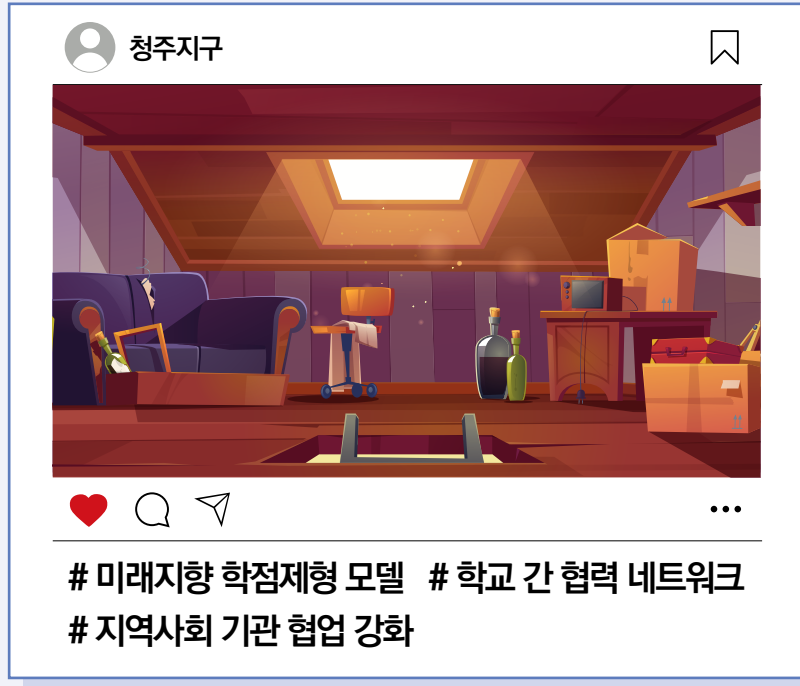 청주지구
# 미래지향 학점제형 모델 # 학교 간 협력 네트워크
# 지역사회 기관 협업 강화